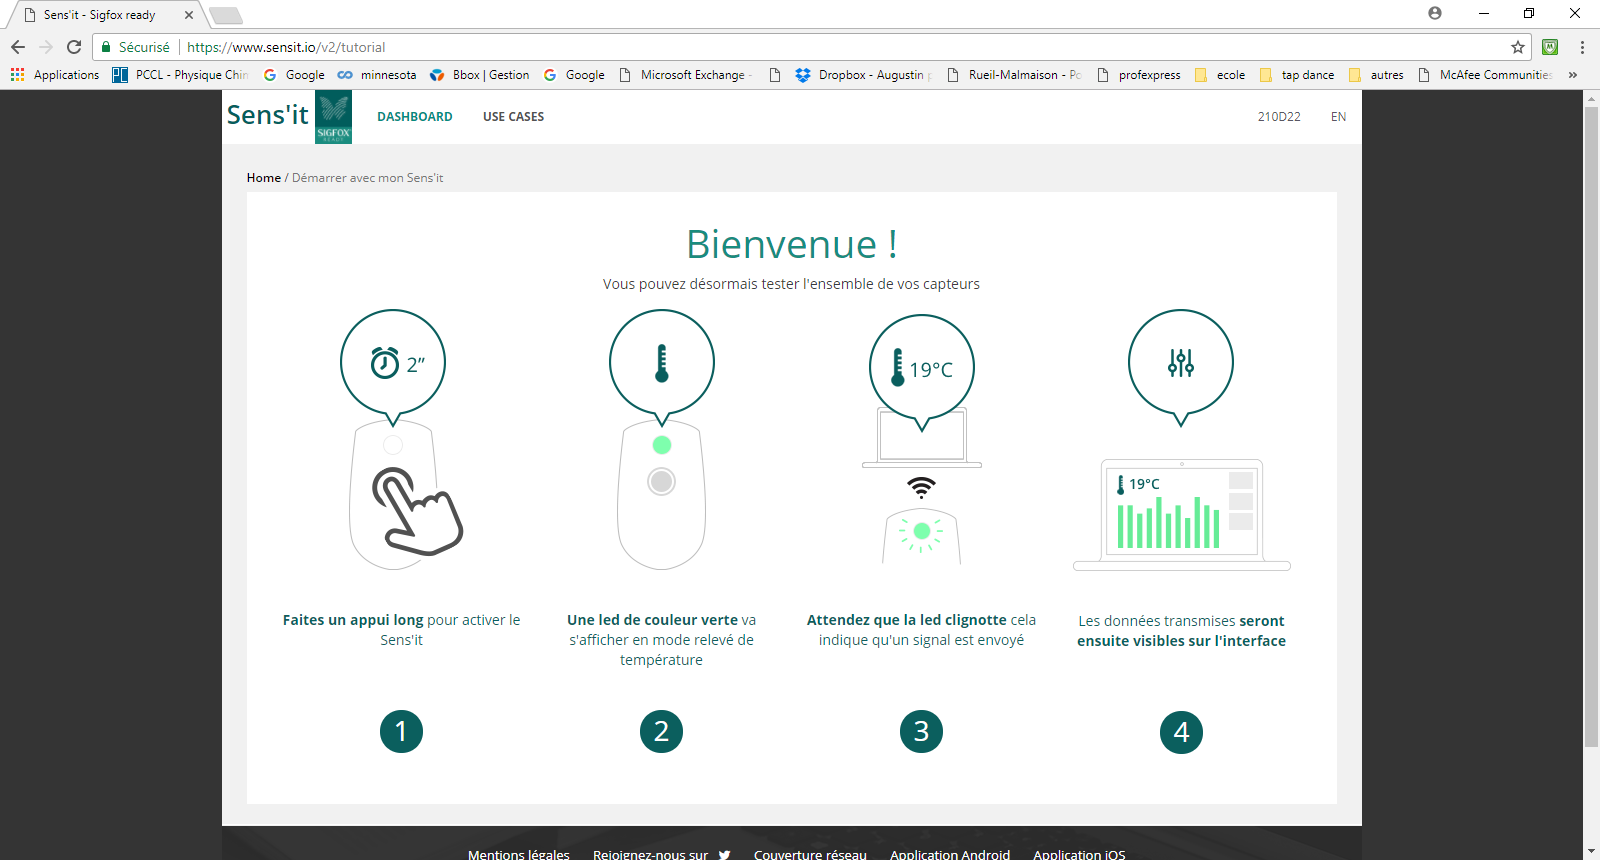 Sens'it - Sigfox ready
Sécurisé https://www.sensit.io/v2/tutorial
Applications PCCL - Physique Chim Google minnesota Bbox | Gestion Google Microsoft Exchange - Dropbox - Augustin p Rueil-Malmaison - Po profexpress ecole tap dance autres McAfee Communities »
Sens'it SIGFOX READY DASHBOARD USE CASES 210D22 EN
Home / Démarrer avec mon Sens'it
Bienvenue !
Vous pouvez désormais tester l'ensemble de vos capteurs
2”
19°C
19°C
Faites un appui long pour activer le
Sens'it
Une led de couleur verte va
s'afficher en mode relevé de
température
Attendez que la led clignotte cela
indique qu'un signal est envoyé
Les données transmises seront
ensuite visibles sur l'interface
1 2 3 4
Mentions légales Rejoignez-nous sur Couverture réseau Application Android Application iOS